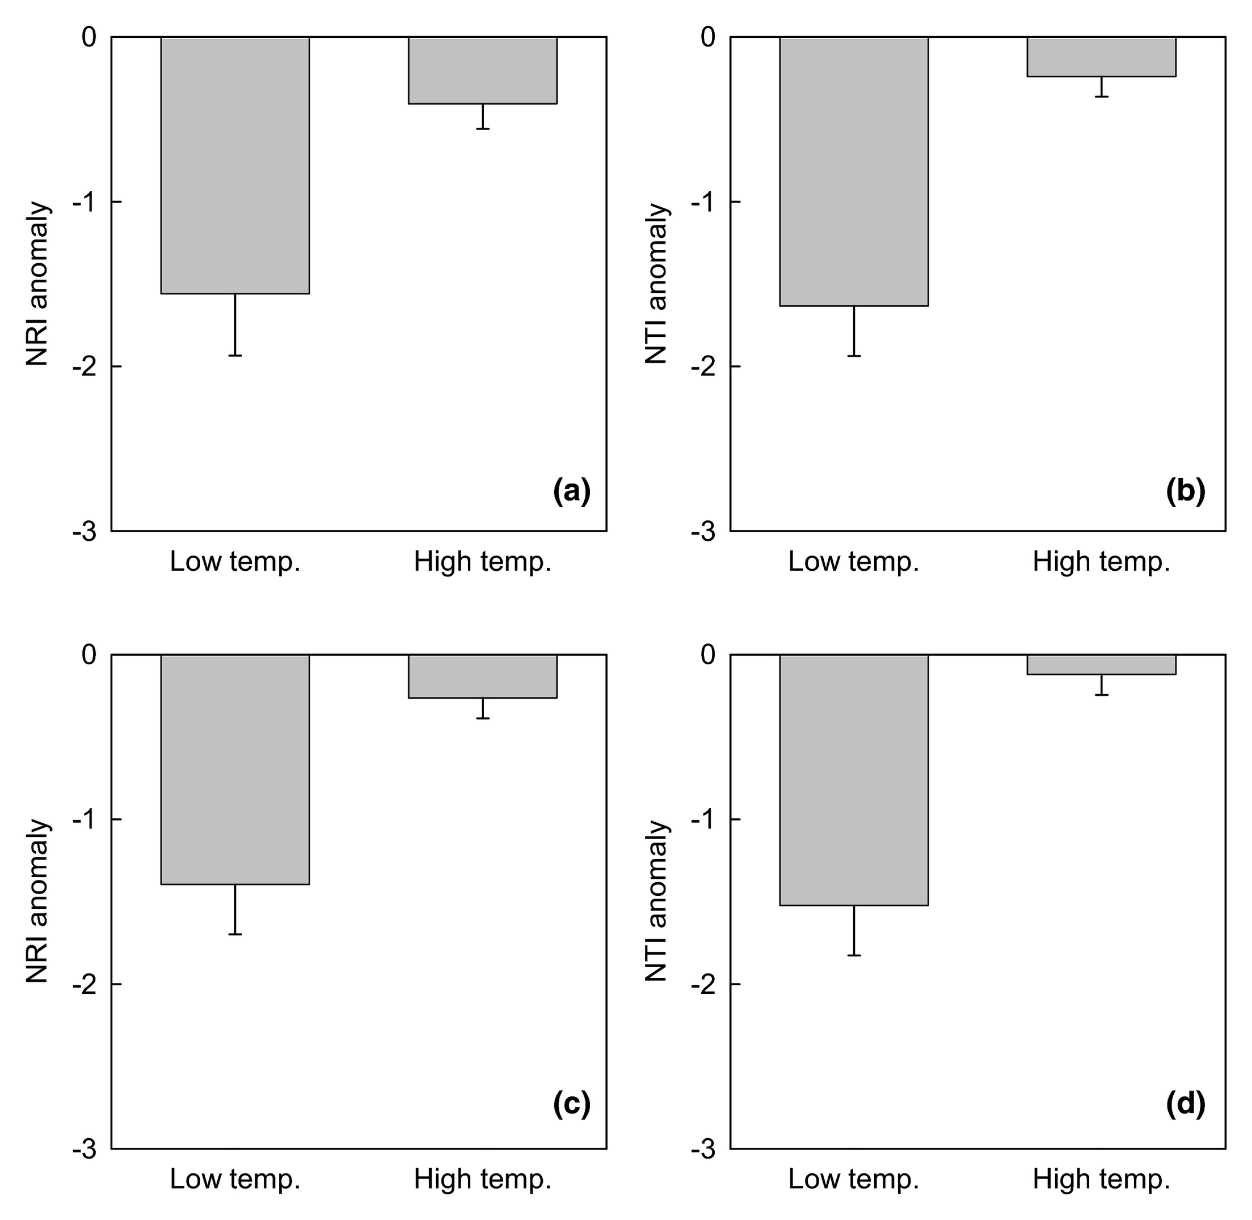 0
-1
-2
-3
NRI anomaly
Low temp.
High temp.
(a)
0
-1
-2
-3
NTI anomaly
Low temp.
High temp.
(b)
0
-1
-2
-3
NRI anomaly
Low temp.
High temp.
(c)
0
-1
-2
-3
NTI anomaly
Low temp.
High temp.
(d)